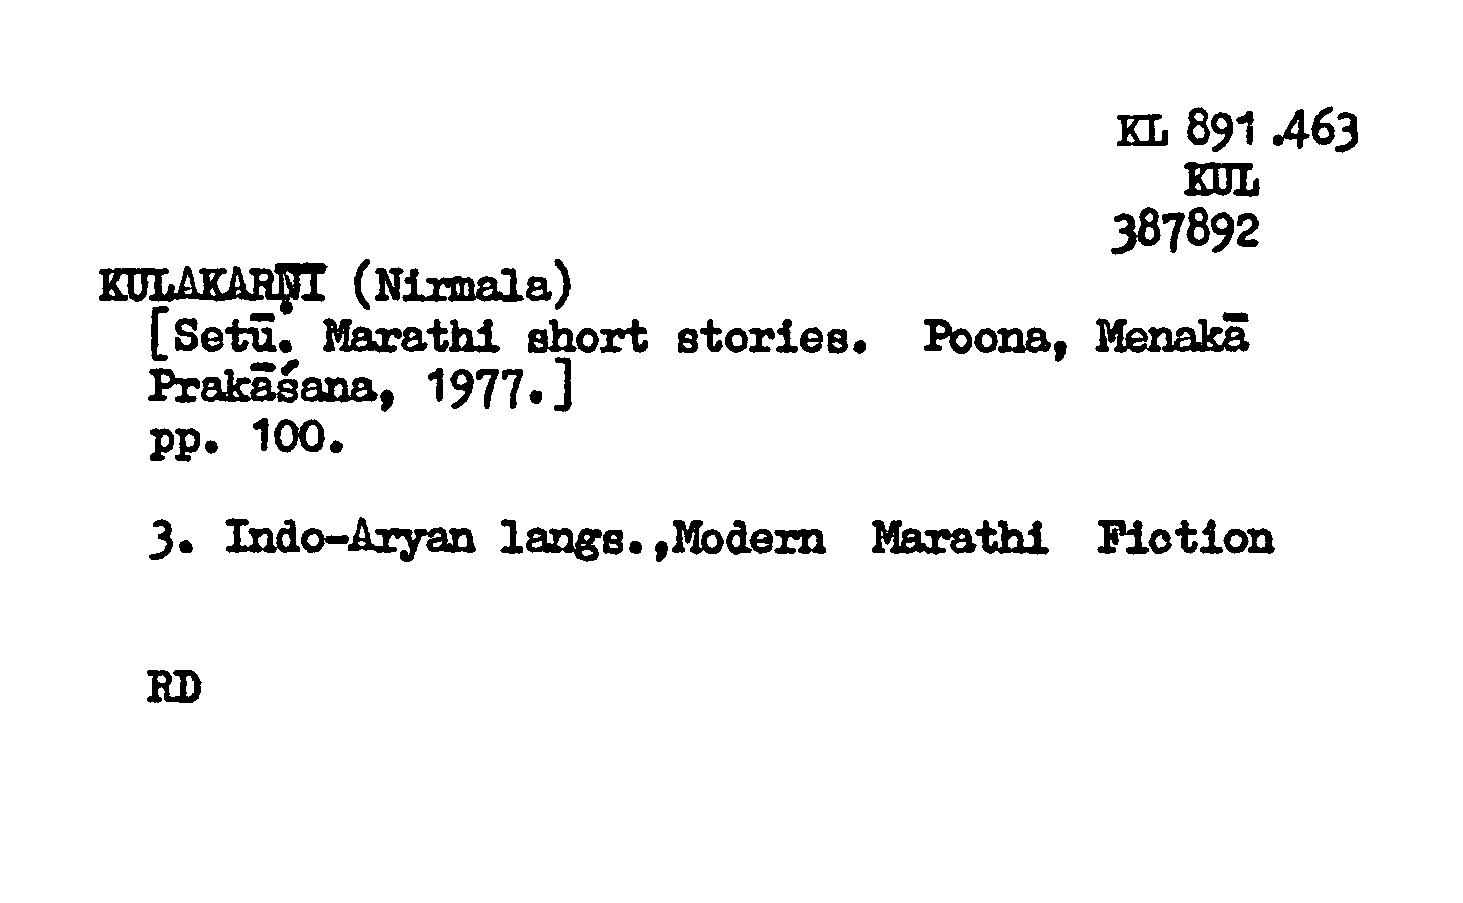 KL 891.463
KUL
387892
KULAKARṆĪ (Nirmala)
[Setū. Marathi short stories. Poona, Menakā
Prakāśana, 1977.]
pp. 100.
3. Indo-Aryan langs.,Modern Marathi Fiction
RD